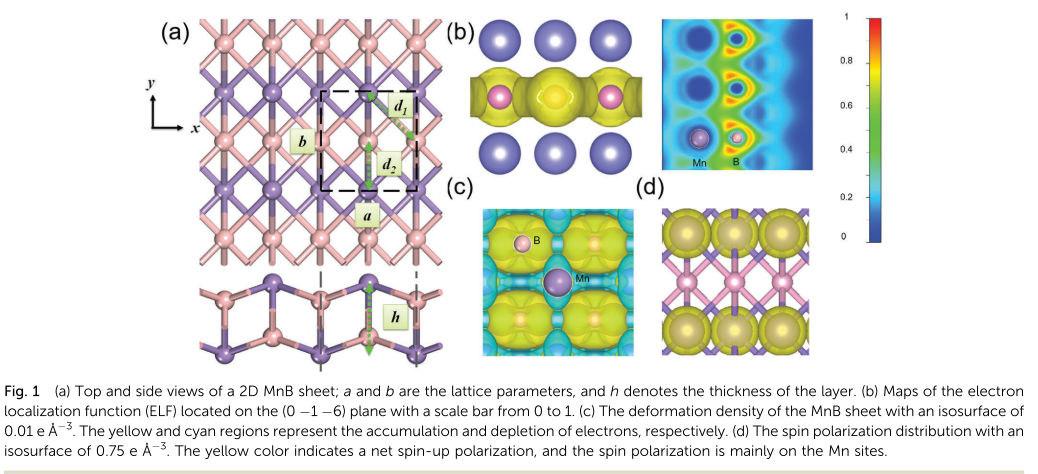 (a)
y
x
b
d1
d2
a
h
(b)
Mn
B
1
0.8
0.6
0.4
0.2
0
(c)
B
Mn
(d)
Fig. 1 (a) Top and side views of a 2D MnB sheet; a and b are the lattice parameters, and h denotes the thickness of the layer. (b) Maps of the electron
localization function (ELF) located on the (0 −1 −6) plane with a scale bar from 0 to 1. (c) The deformation density of the MnB sheet with an isosurface of
0.01 e Å⁻³. The yellow and cyan regions represent the accumulation and depletion of electrons, respectively. (d) The spin polarization distribution with an
isosurface of 0.75 e Å⁻³. The yellow color indicates a net spin-up polarization, and the spin polarization is mainly on the Mn sites.